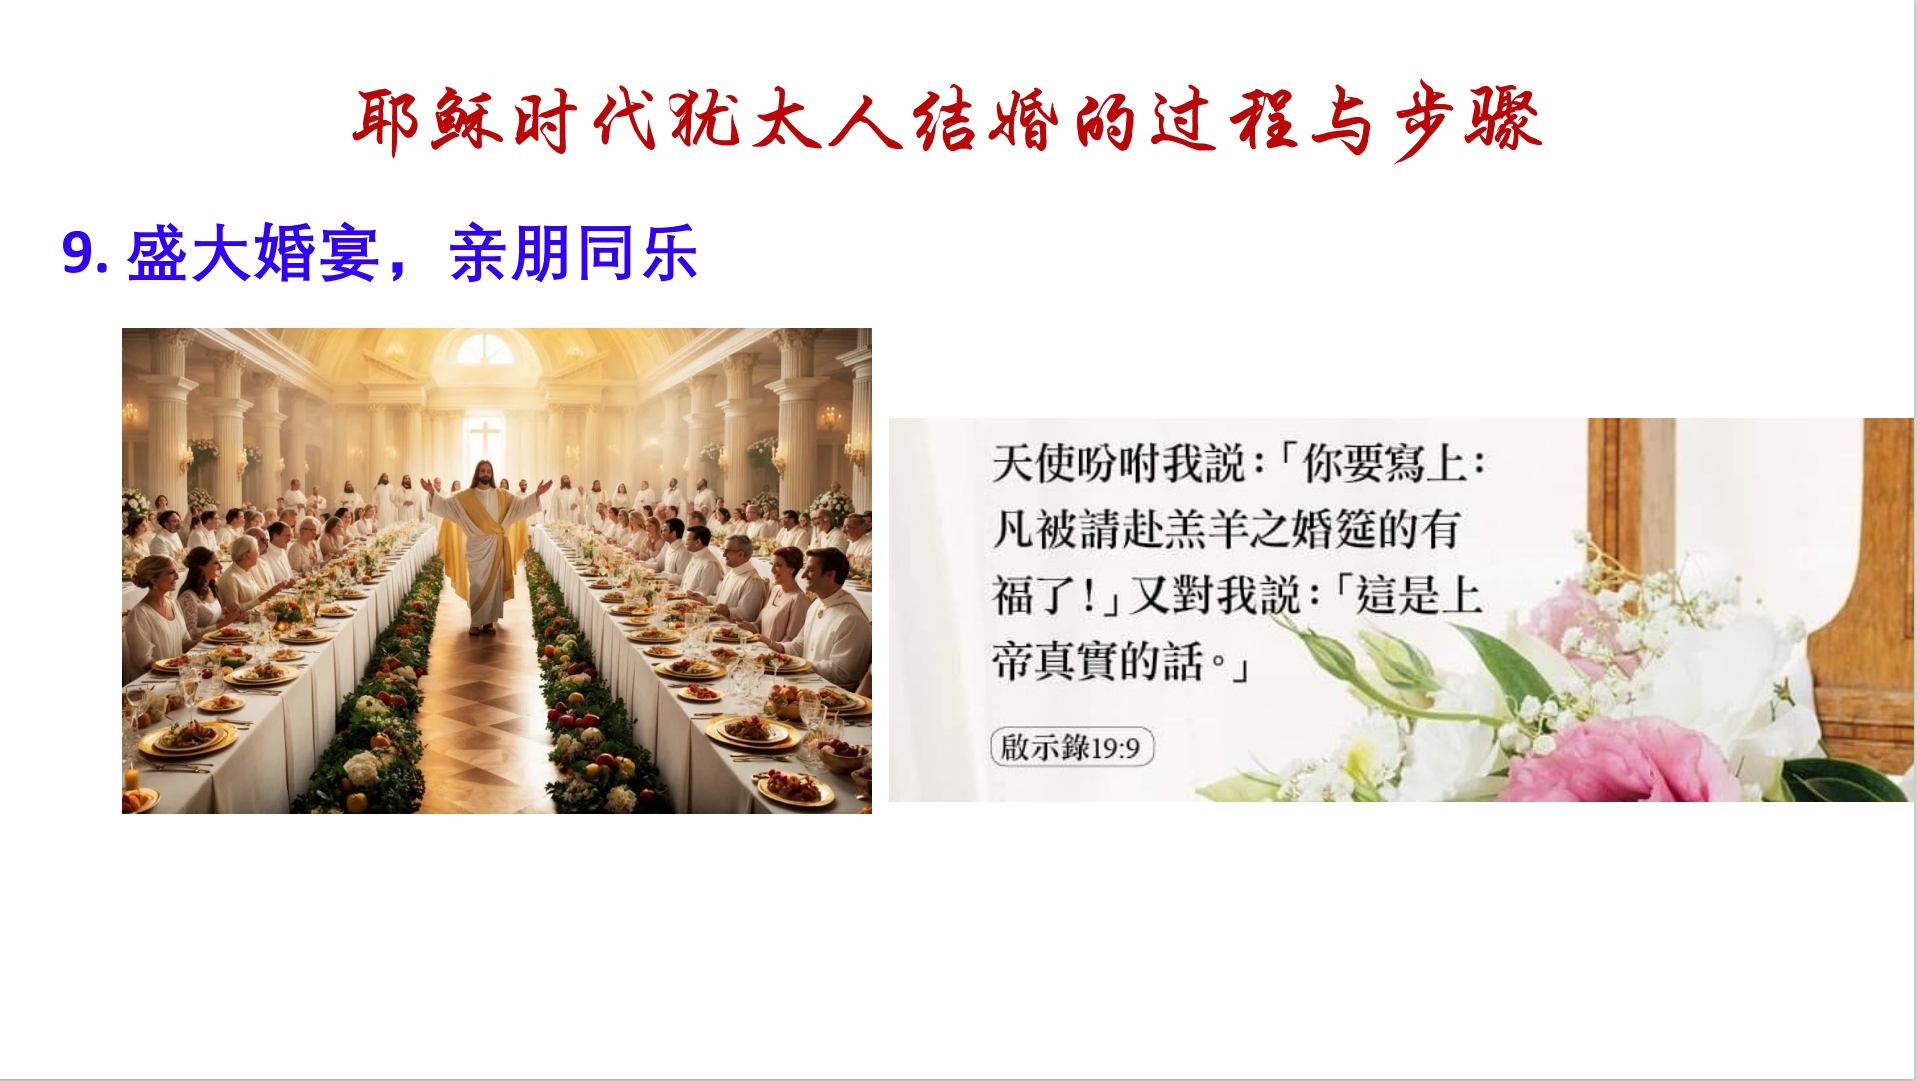 耶稣时代犹太人结婚的过程与步骤
9. 盛大婚宴，亲朋同乐
天使吩咐我説：「你要寫上：
凡被請赴羔羊之婚筵的有
福了！」又對我説：「這是上
帝真實的話。」
啟示錄19:9